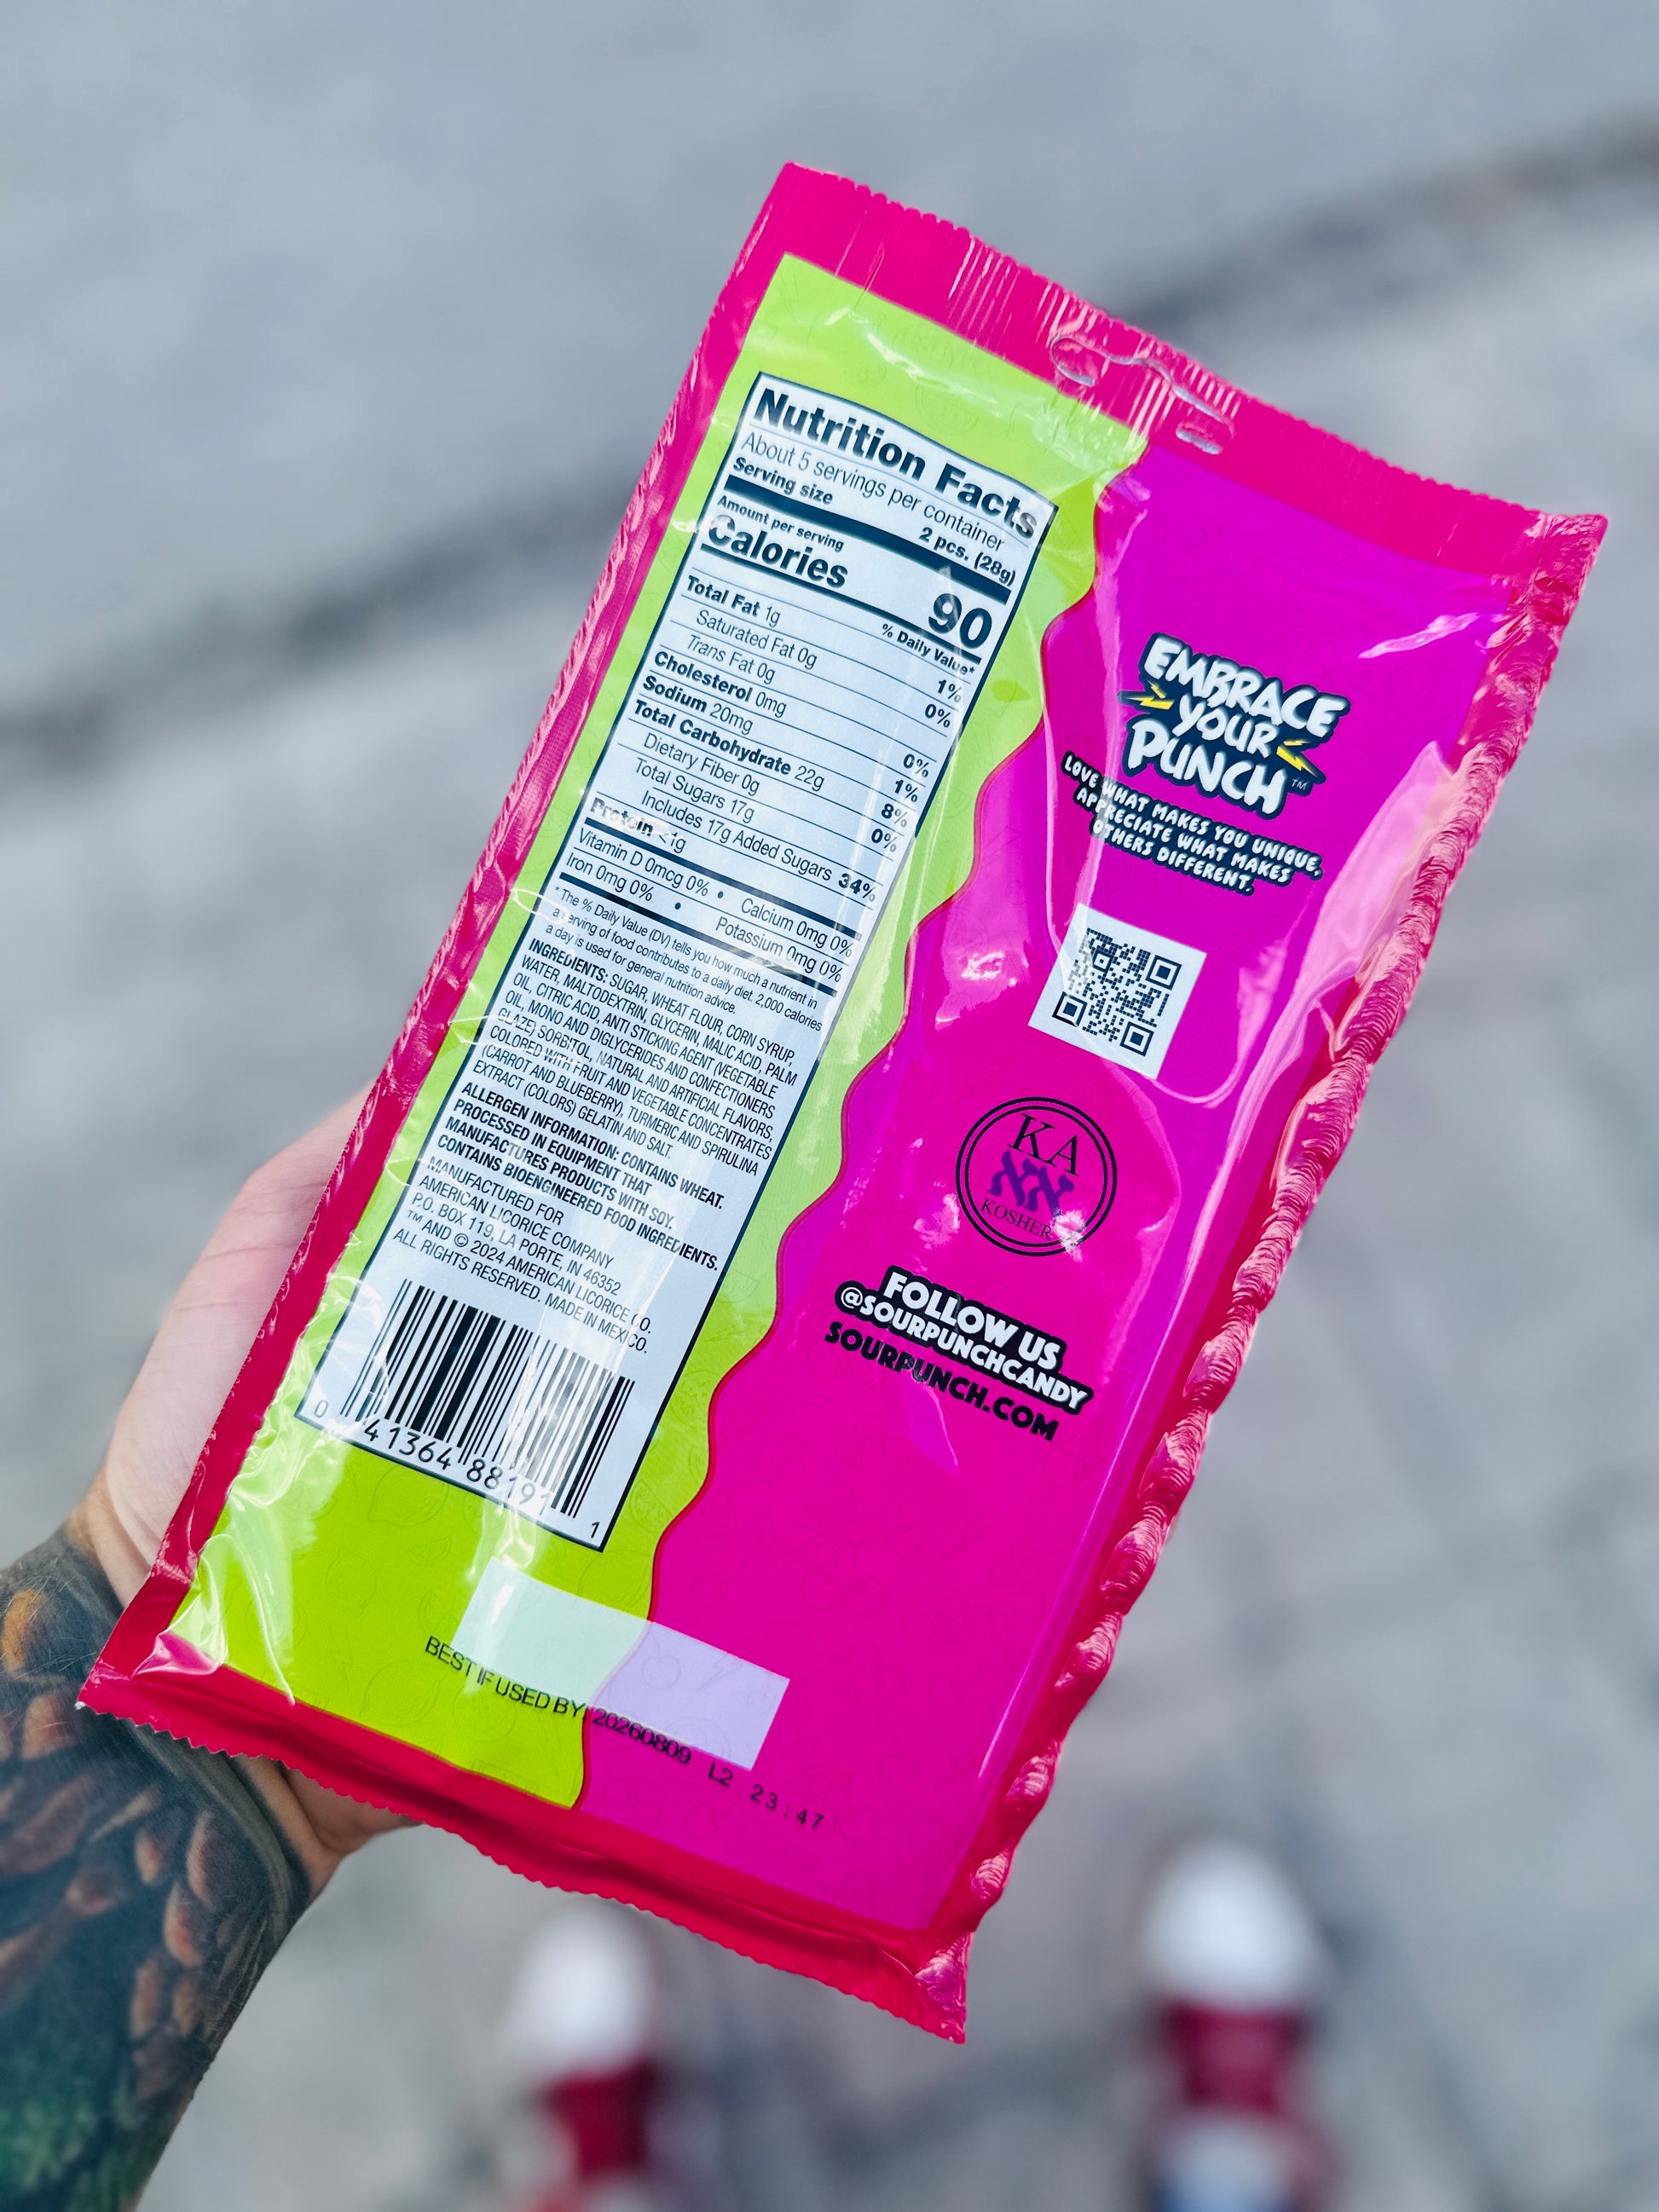 Nutrition Facts
About 5 servings per container
Serving size 2 pcs. (28g)
Amount per serving
Calories 90
% Daily Value*
Total Fat 1g 1%
Saturated Fat 0g 0%
Trans Fat 0g
Cholesterol 0mg 0%
Sodium 20mg 1%
Total Carbohydrate 22g 8%
Dietary Fiber 0g 0%
Total Sugars 17g
Includes 17g Added Sugars 34%
Protein <1g
Vitamin D 0mcg 0% • Calcium 0mg 0%
Iron 0mg 0% • Potassium 0mg 0%
*The % Daily Value (DV) tells you how much a nutrient in
a serving of food contributes to a daily diet. 2,000 calories
a day is used for general nutrition advice.
INGREDIENTS: SUGAR, WHEAT FLOUR, CORN SYRUP,
WATER, MALTODEXTRIN, GLYCERIN, MALIC ACID, PALM
OIL, CITRIC ACID, ANTI STICKING AGENT (VEGETABLE
OIL, MONO AND DIGLYCERIDES AND CONFECTIONERS
GLAZE) SORBITOL, NATURAL AND ARTIFICIAL FLAVORS,
COLORED WITH FRUIT AND VEGETABLE CONCENTRATES
(CARROT AND BLUEBERRY), TURMERIC AND SPIRULINA
EXTRACT (COLORS) GELATIN AND SALT.
ALLERGEN INFORMATION: CONTAINS WHEAT.
PROCESSED IN EQUIPMENT THAT
MANUFACTURES PRODUCTS WITH SOY.
CONTAINS BIOENGINEERED FOOD INGREDIENTS.
MANUFACTURED FOR
AMERICAN LICORICE COMPANY
P.O. BOX 119, LA PORTE, IN 46352
™ AND © 2024 AMERICAN LICORICE CO.
ALL RIGHTS RESERVED. MADE IN MEXICO.
0 41364 88191 1
BEST IF USED BY: 20260809 L2 23:47
EMBRACE
YOUR
PUNCH™
LOVE WHAT MAKES YOU UNIQUE,
APPRECIATE WHAT MAKES
OTHERS DIFFERENT.
KA
אא
KOSHER
FOLLOW US
@SOURPUNCHCANDY
SOURPUNCH.COM